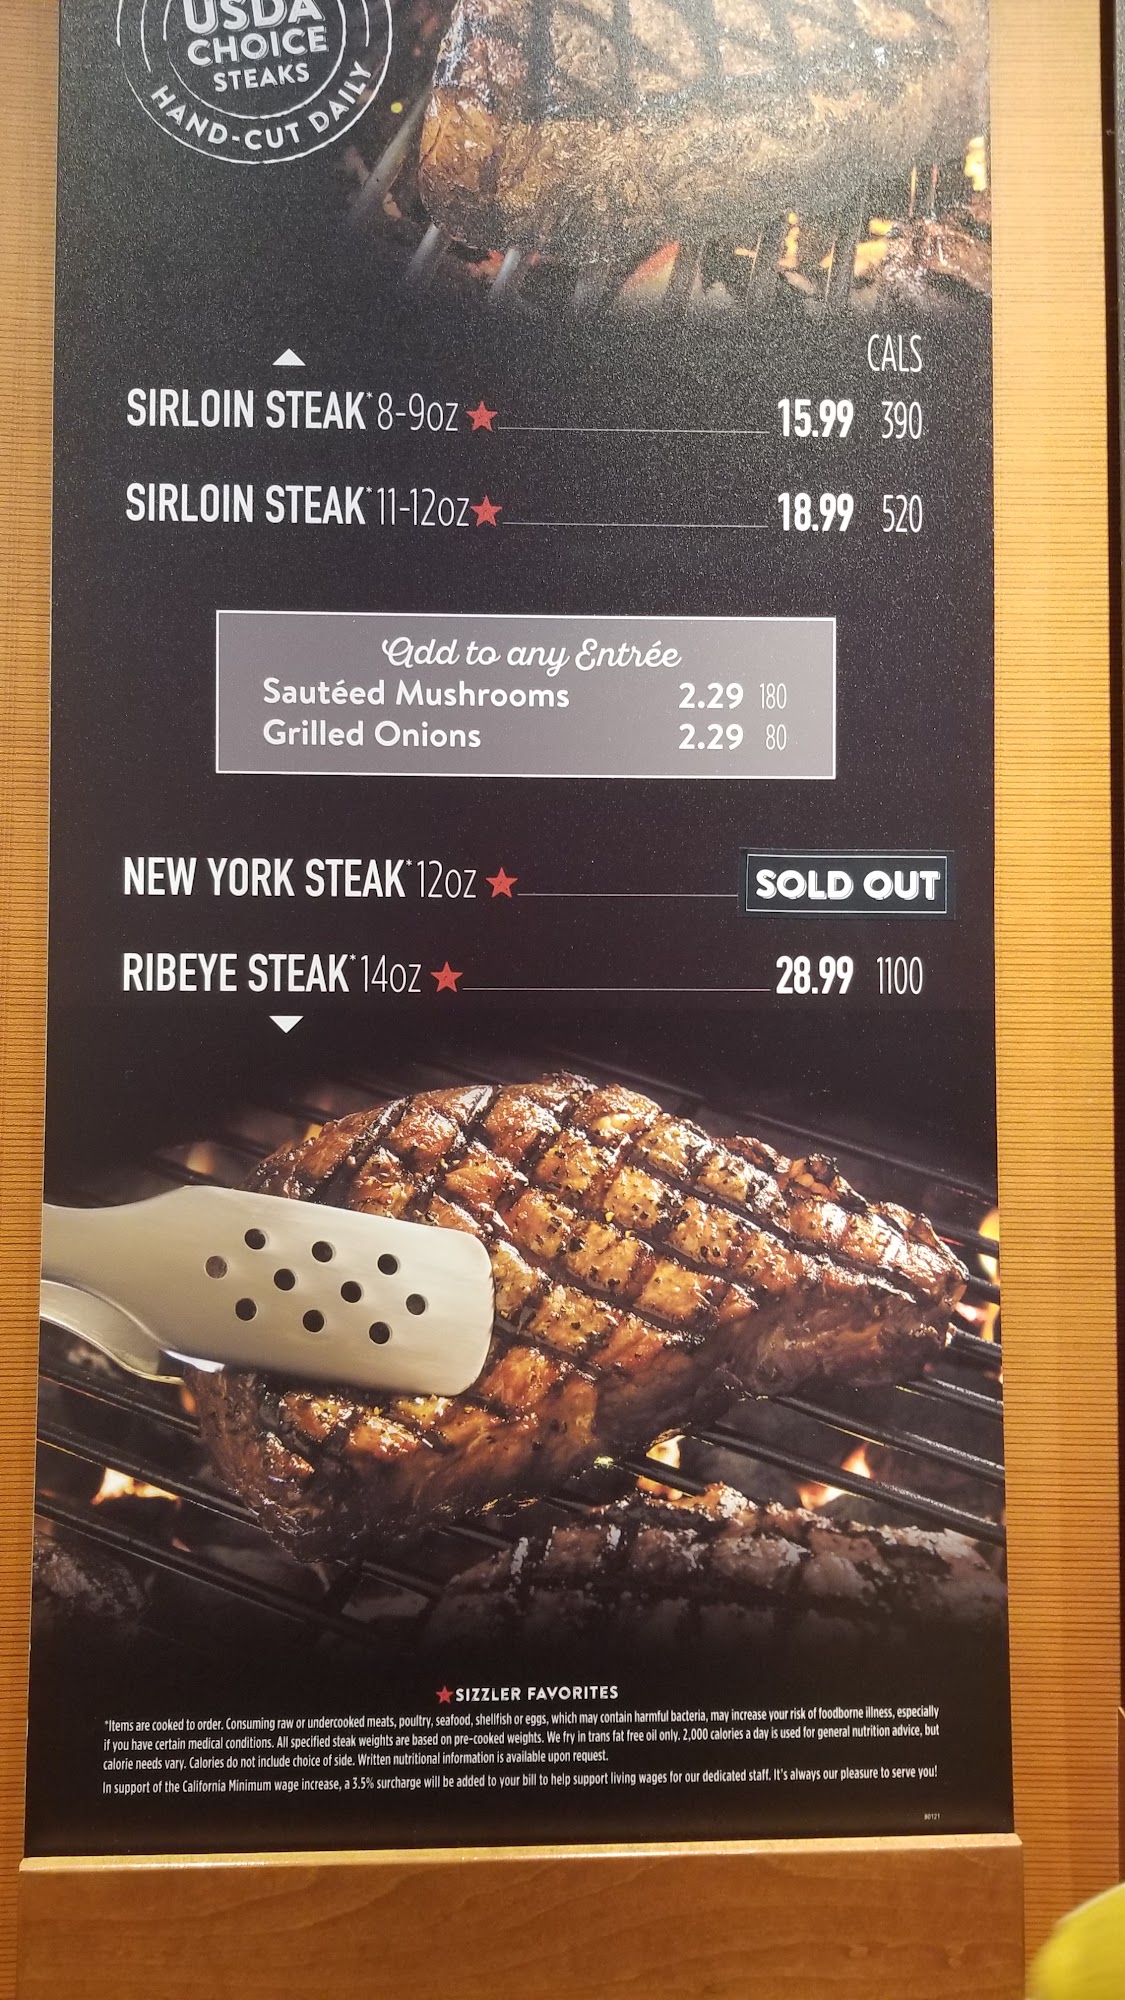 USDA
CHOICE
STEAKS
HAND-CUT DAILY
CALS
SIRLOIN STEAK* 8-9oz ★ 15.99 390
SIRLOIN STEAK* 11-12oz ★ 18.99 520
Add to any Entrée
Sautéed Mushrooms 2.29 180
Grilled Onions 2.29 80
NEW YORK STEAK* 12oz ★ SOLD OUT
RIBEYE STEAK* 14oz ★ 28.99 1100
★SIZZLER FAVORITES
*Items are cooked to order. Consuming raw or undercooked meats, poultry, seafood, shellfish or eggs, which may contain harmful bacteria, may increase your risk of foodborne illness, especially
if you have certain medical conditions. All specified steak weights are based on pre-cooked weights. We fry in trans fat free oil only. 2,000 calories a day is used for general nutrition advice, but
calorie needs vary. Calories do not include choice of side. Written nutritional information is available upon request.
In support of the California Minimum wage increase, a 3.5% surcharge will be added to your bill to help support living wages for our dedicated staff. It's always our pleasure to serve you!